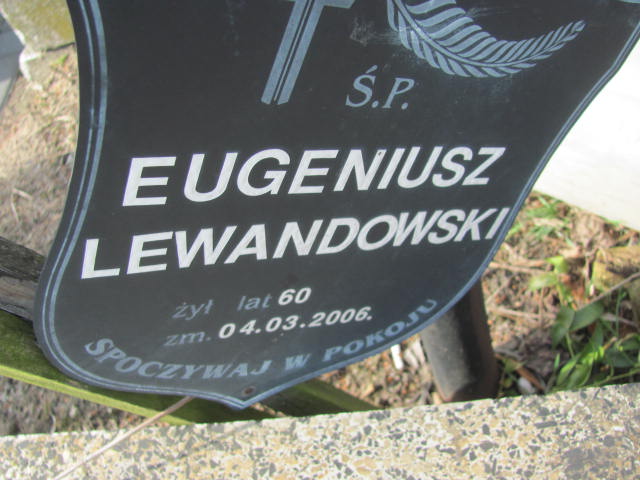 Ś.P.
EUGENIUSZ
LEWANDOWSKI
żył lat 60
zm. 04.03.2006.
SPOCZYWAJ W POKOJU